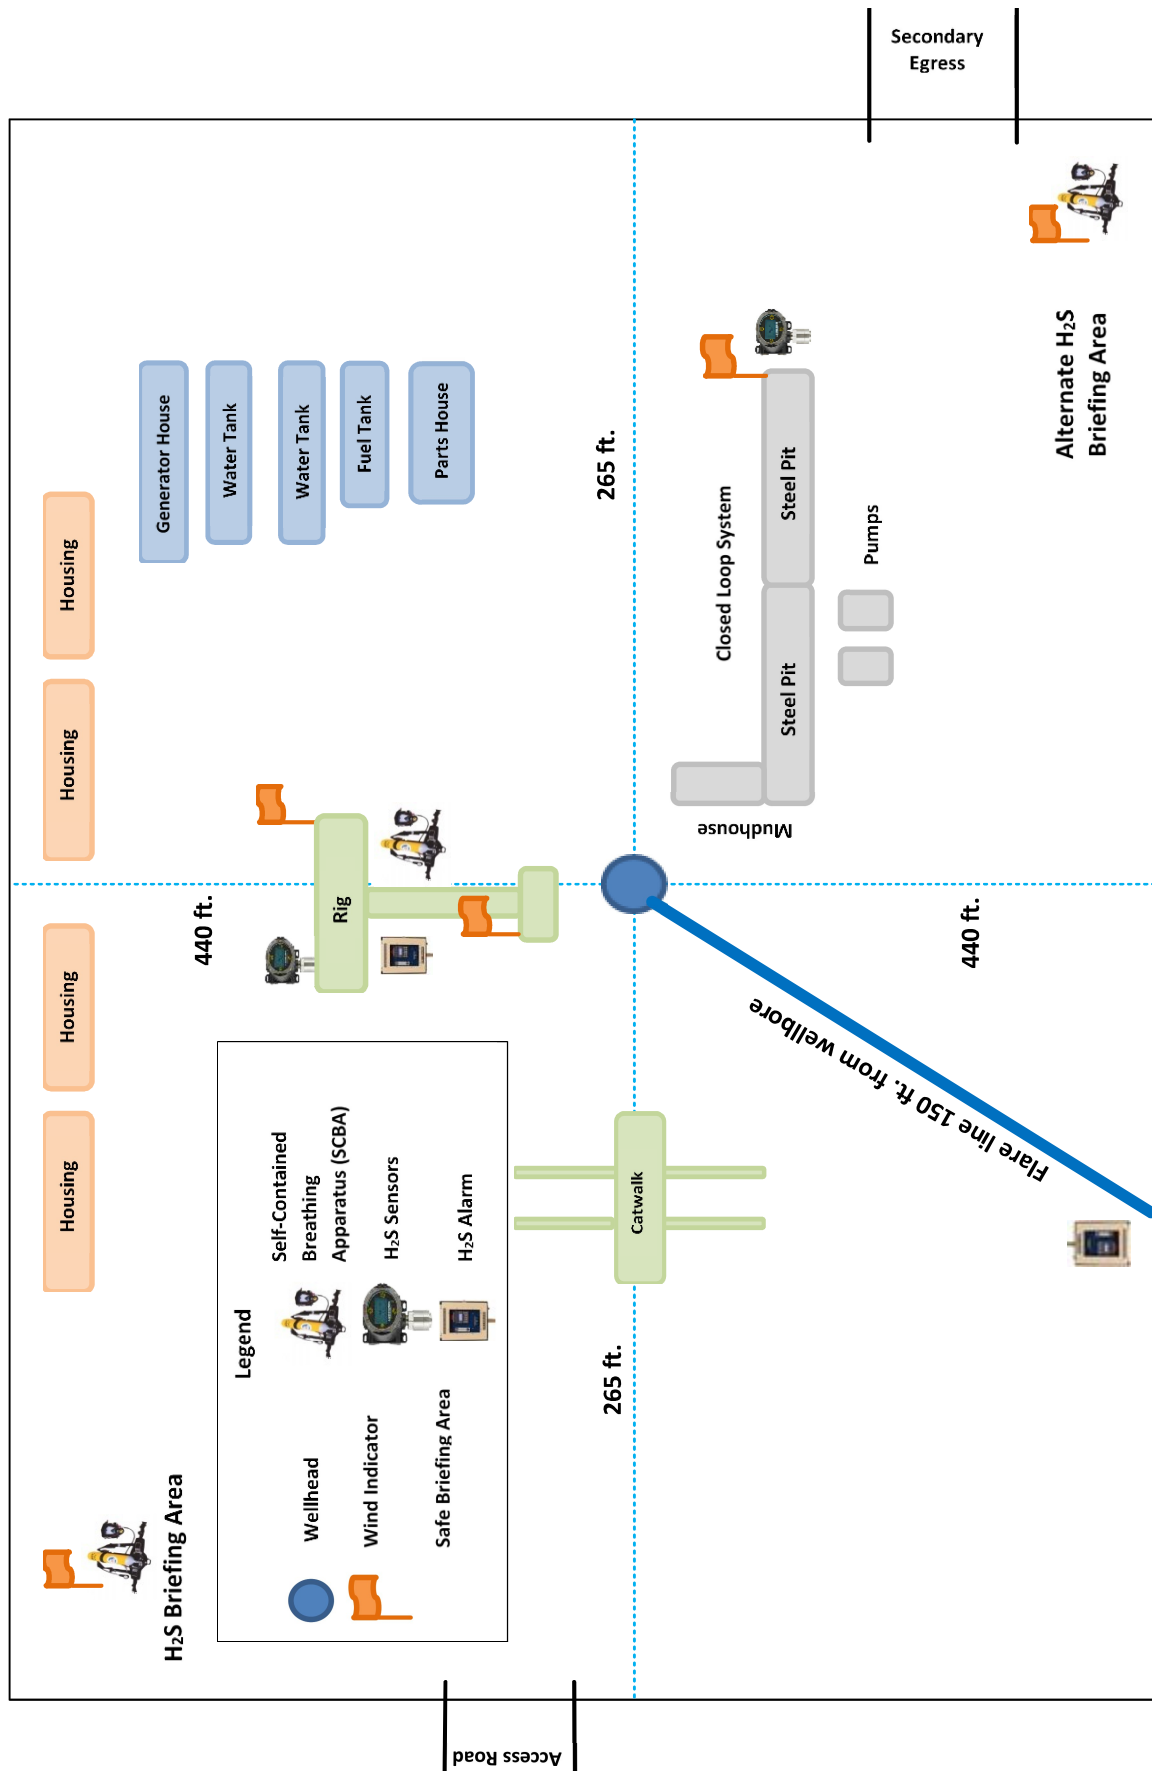 Secondary
Egress
Housing
Housing
Housing
Housing
Generator House
Water Tank
Water Tank
Fuel Tank
Parts House
265 ft.
Closed Loop System
Steel Pit
Steel Pit
Pumps
Mudhouse
Alternate H₂S
Briefing Area
440 ft.
Rig
440 ft.
Flare line 150 ft. from wellbore
Catwalk
265 ft.
Legend
Wellhead
Wind Indicator
Safe Briefing Area
Self-Contained
Breathing
Apparatus (SCBA)
H₂S Sensors
H₂S Alarm
H₂S Briefing Area
Access Road